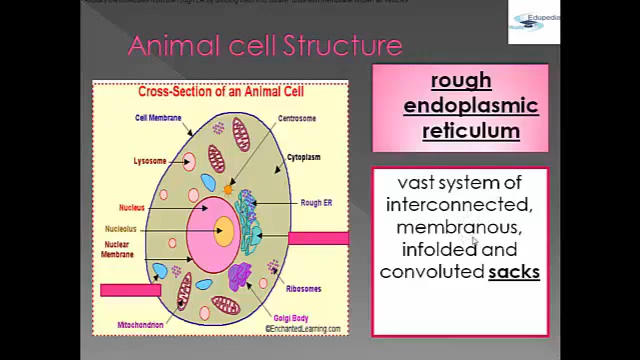 Edupedia
Animal cell Structure
rough
endoplasmic
reticulum
Cross-Section of an Animal Cell
Cell Membrane
Centrosome
Lysosome
Cytoplasm
Nucleus
Rough ER
Nucleolus
Nuclear
Membrane
Ribosomes
Golgi Body
Mitochondrion
©EnchantedLearning.com
vast system of
interconnected,
membranous,
infolded and
convoluted sacks